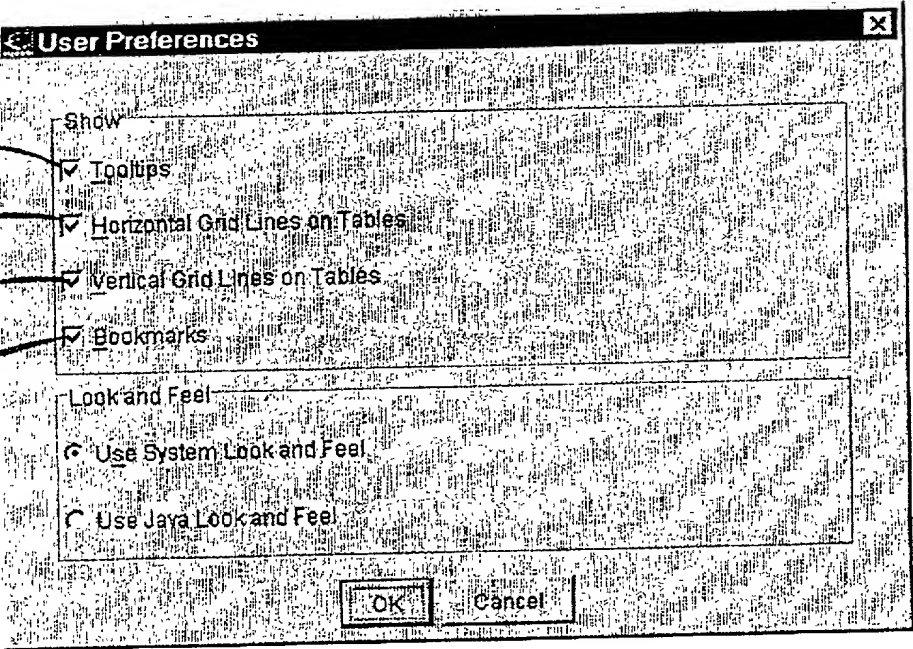 User Preferences
Show
Tooltips
Horizontal Grid Lines on Tables
Vertical Grid Lines on Tables
Bookmarks
Look and Feel
Use System Look and Feel
Use Java Look and Feel
OK Cancel